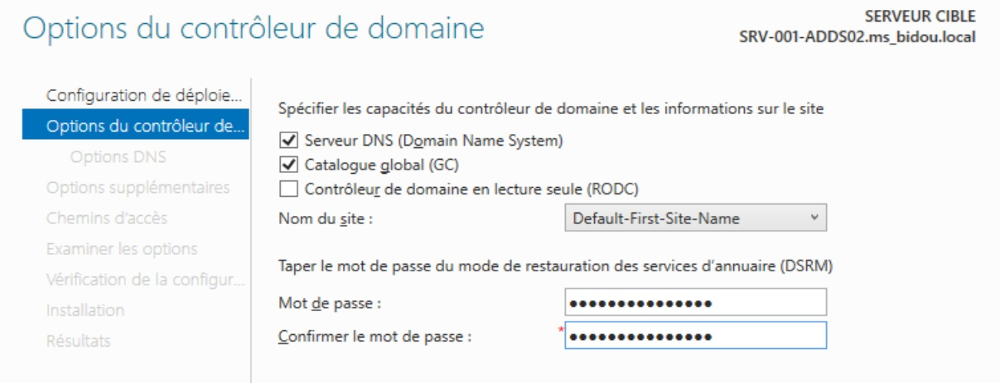 Options du contrôleur de domaine
SERVEUR CIBLE
SRV-001-ADDS02.ms_bidou.local
Configuration de déploie...
Options du contrôleur de...
Options DNS
Options supplémentaires
Chemins d'accès
Examiner les options
Vérification de la configur...
Installation
Résultats
Spécifier les capacités du contrôleur de domaine et les informations sur le site
Serveur DNS (Domain Name System)
Catalogue global (GC)
Contrôleur de domaine en lecture seule (RODC)
Nom du site : Default-First-Site-Name
Taper le mot de passe du mode de restauration des services d'annuaire (DSRM)
Mot de passe : ●●●●●●●●●●●●●●●
Confirmer le mot de passe : * ●●●●●●●●●●●●●●●